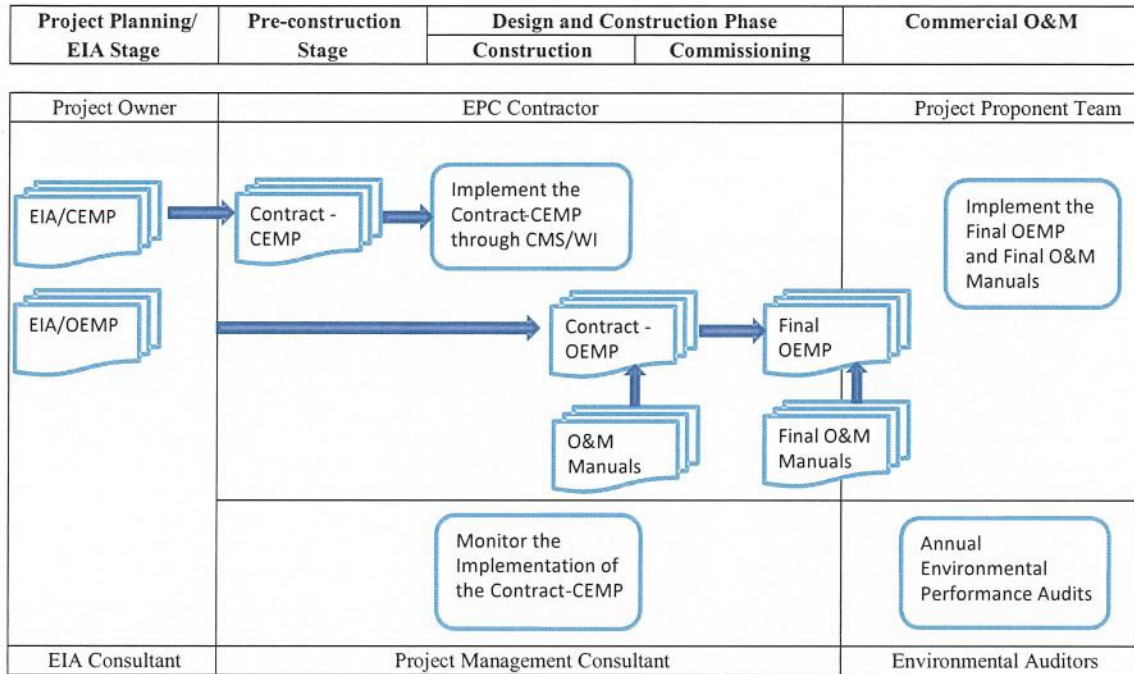 Project Planning/
EIA Stage
Pre-construction
Stage
Design and Construction Phase
Construction
Commissioning
Commercial O&M
Project Owner
EPC Contractor
Project Proponent Team
EIA/CEMP
Contract -
CEMP
Implement the
Contract-CEMP
through CMS/WI
Implement the
Final OEMP
and Final O&M
Manuals
EIA/OEMP
Contract -
OEMP
Final
OEMP
O&M
Manuals
Final O&M
Manuals
Monitor the
Implementation of
the Contract-CEMP
Annual
Environmental
Performance Audits
EIA Consultant
Project Management Consultant
Environmental Auditors